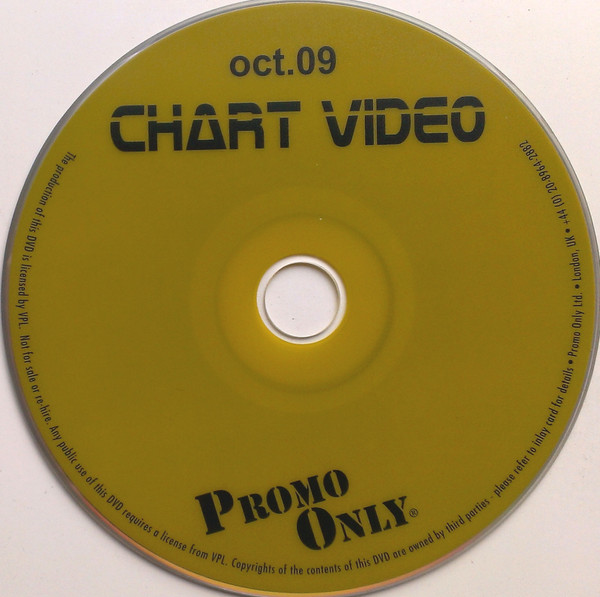 oct.09
CHART VIDEO
The production of this DVD is licensed by VPL. Not for sale or re-hire. Any public use of this DVD requires a license from VPL. Copyrights of the contents of this DVD are owned by third parties - please refer to inlay card for details • Promo Only Ltd. • London, UK • +44 (0) 20-8964-2882
PROMO
ONLY®